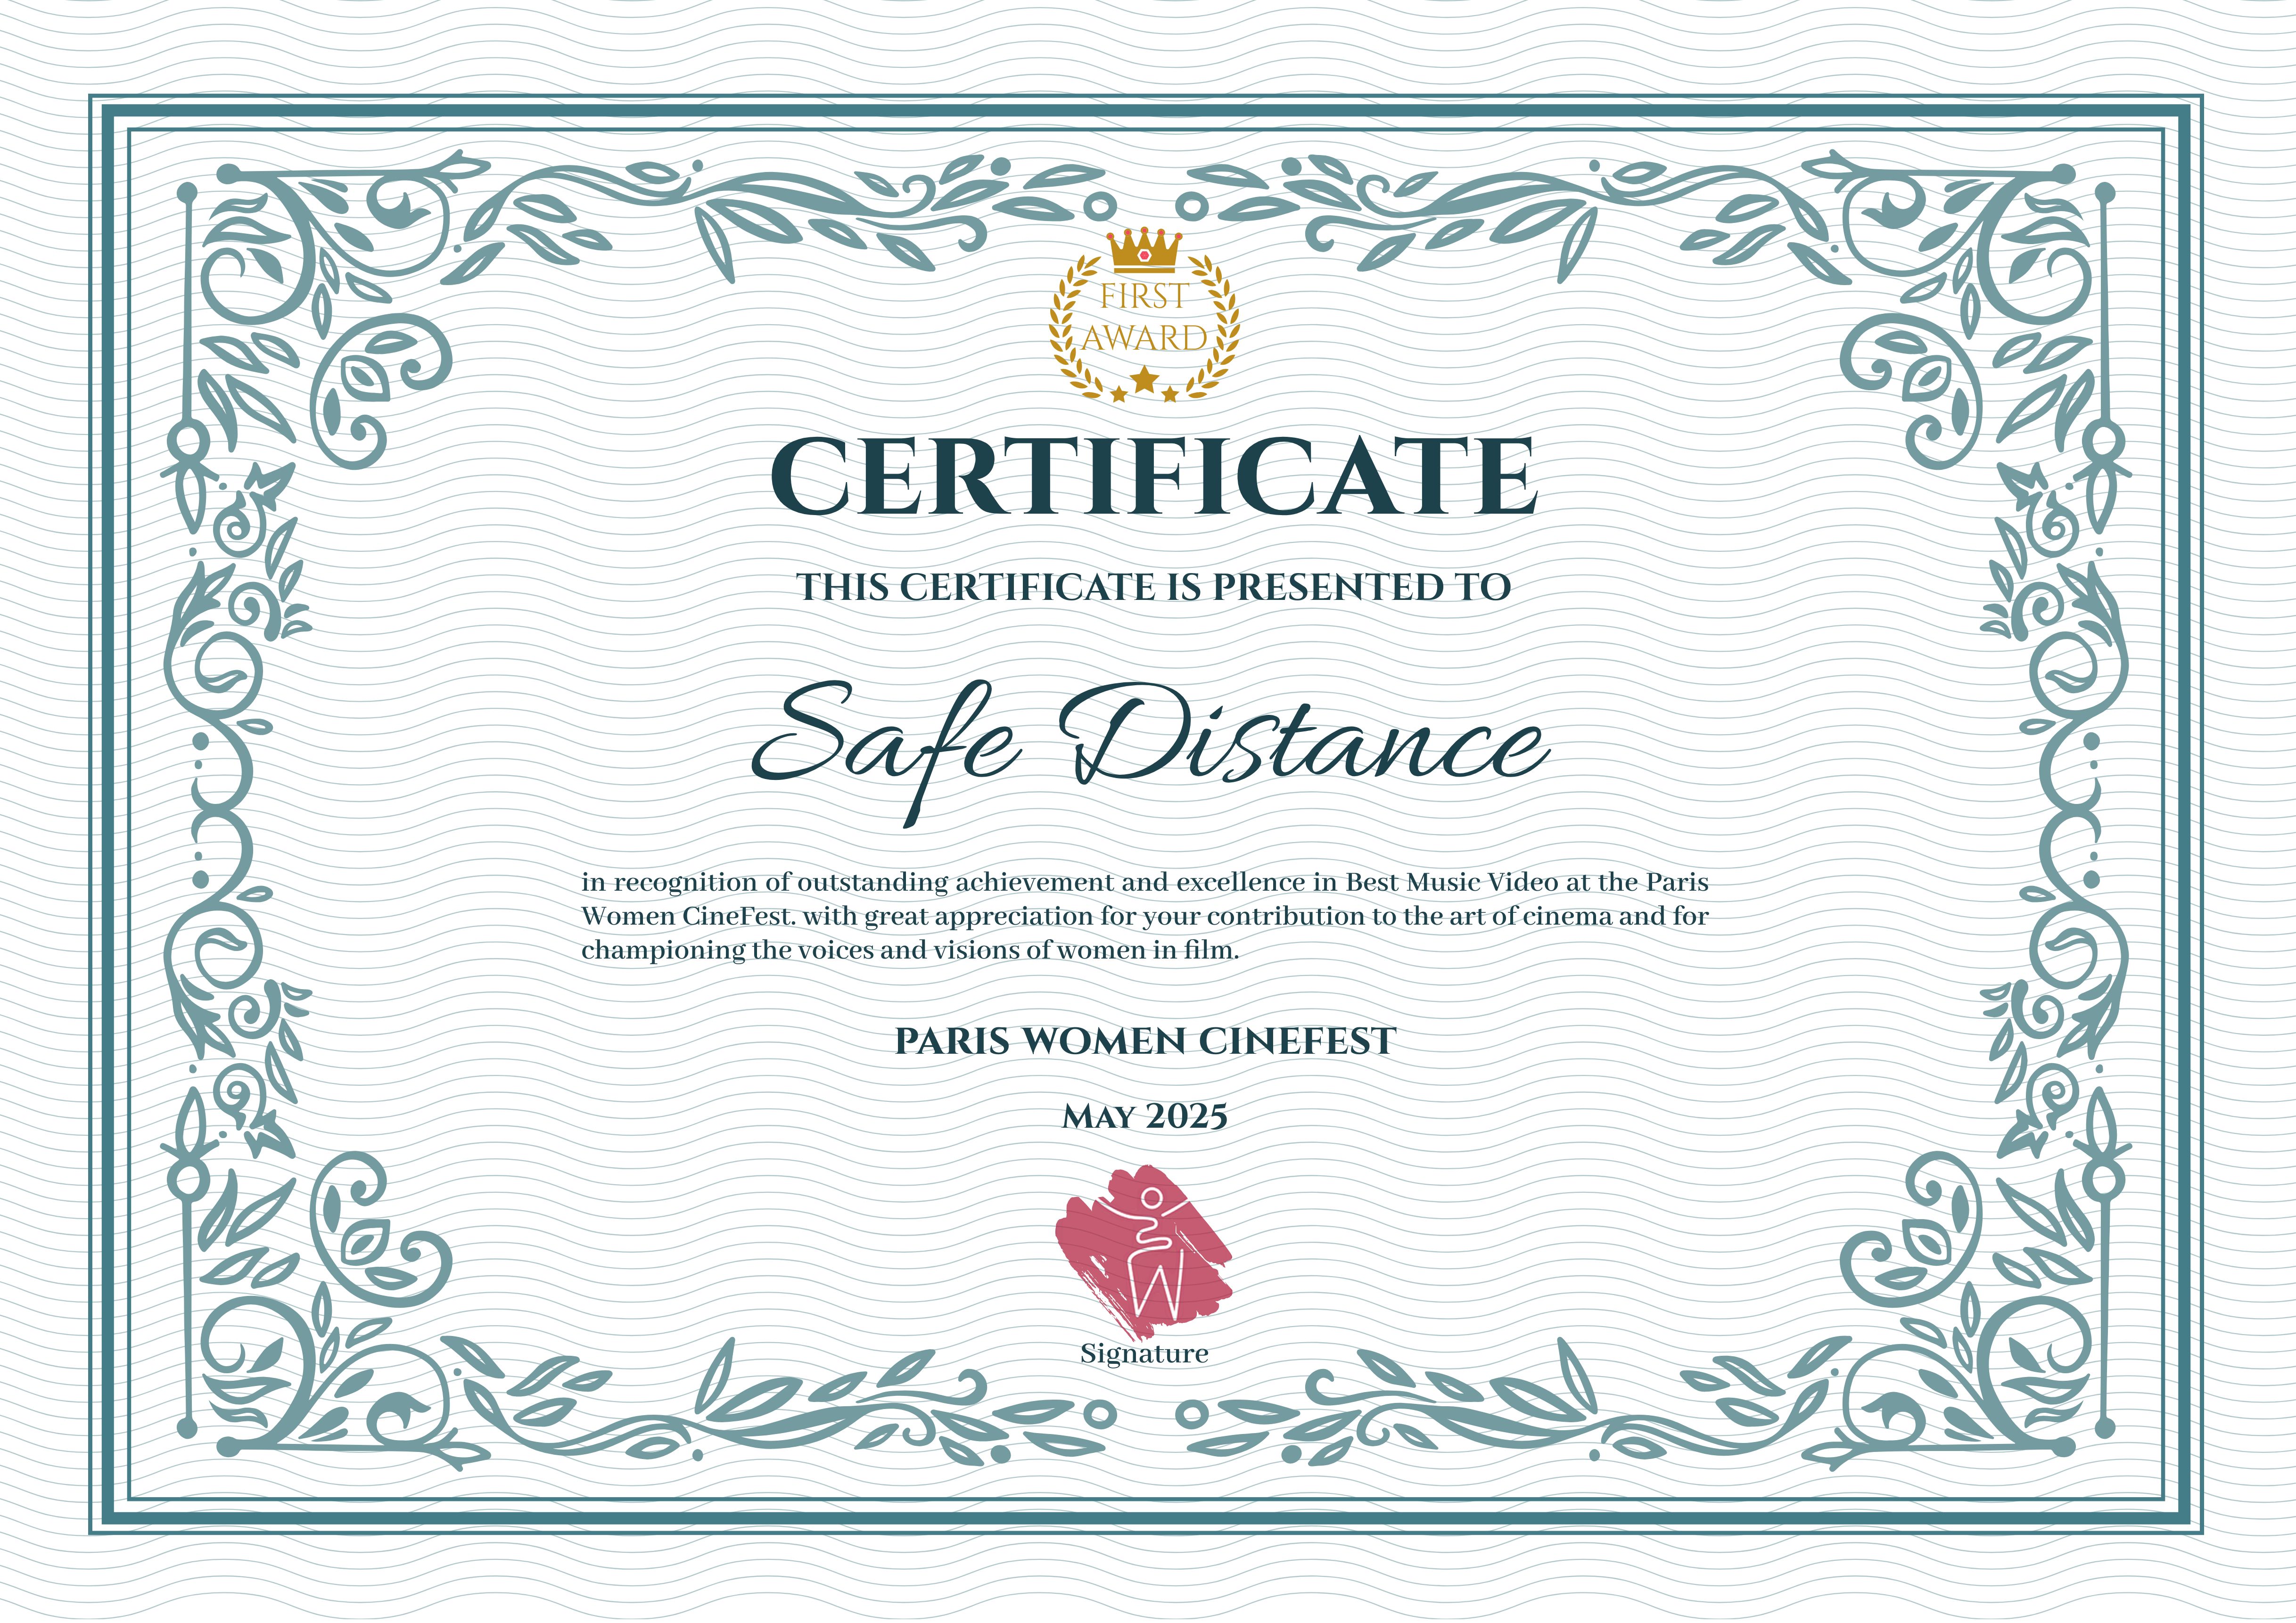 FIRST
AWARD
CERTIFICATE
THIS CERTIFICATE IS PRESENTED TO
Safe Distance
in recognition of outstanding achievement and excellence in Best Music Video at the Paris
Women CineFest. with great appreciation for your contribution to the art of cinema and for
championing the voices and visions of women in film.
PARIS WOMEN CINEFEST
MAY 2025
W
Signature